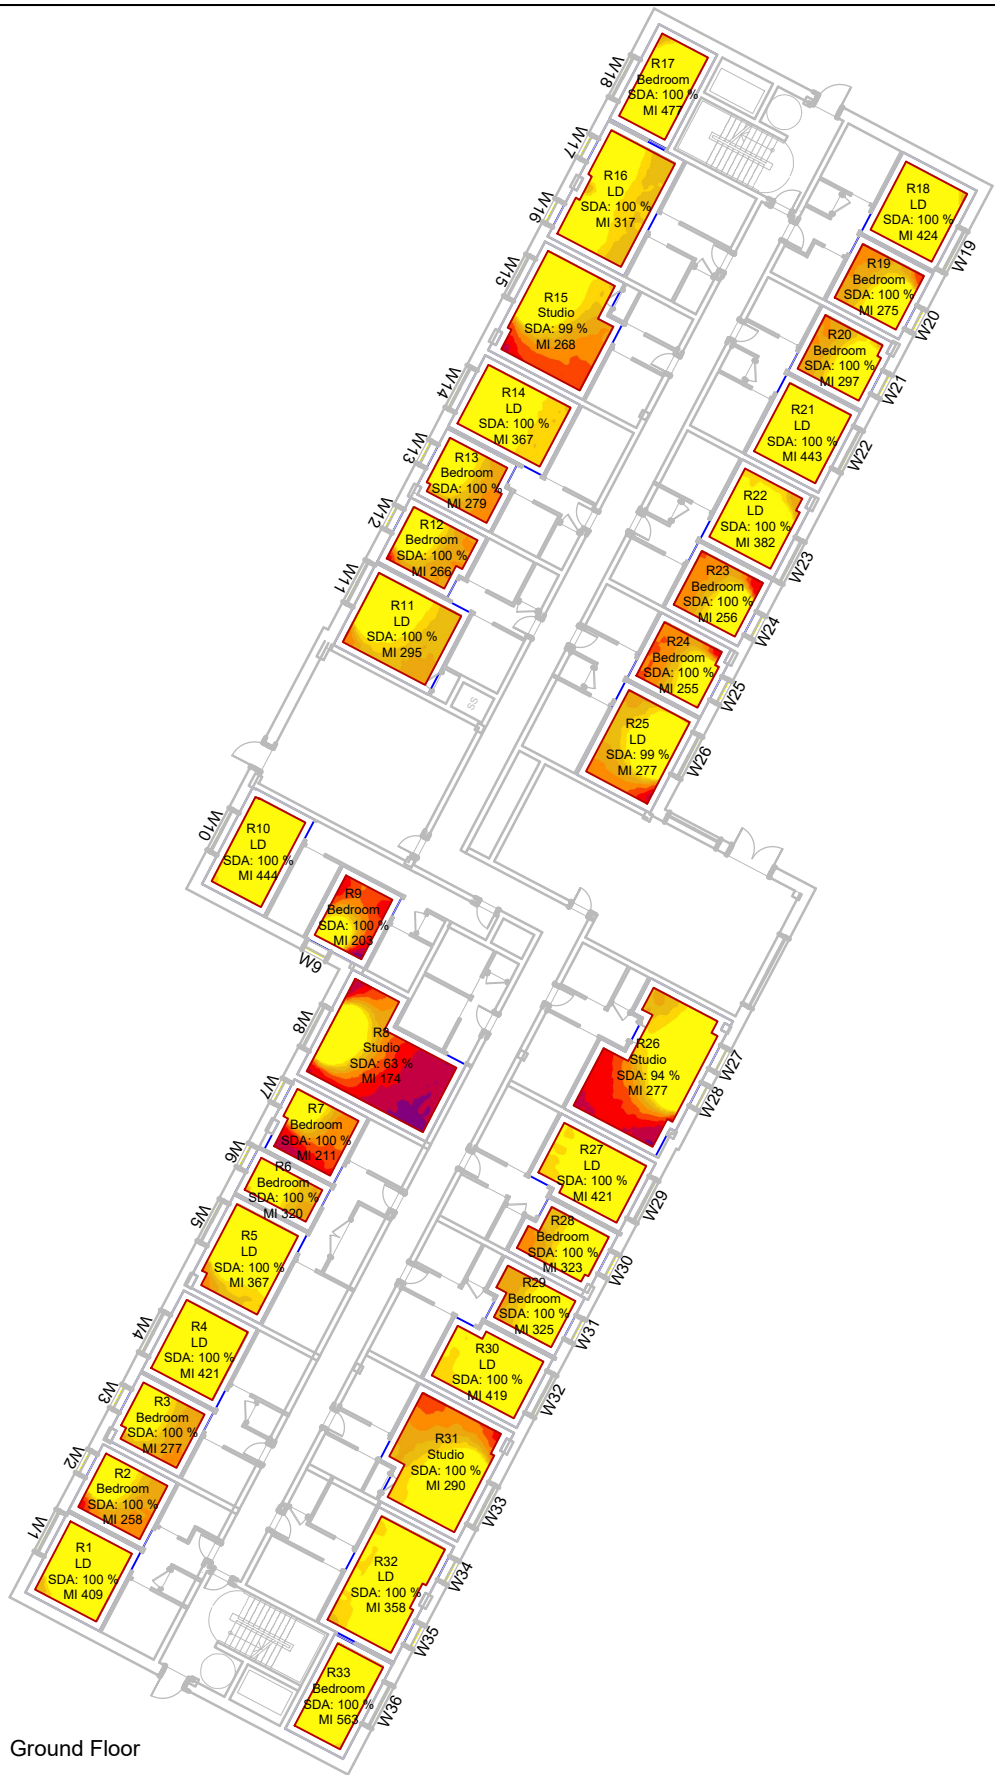 W18
R17
Bedroom
SDA: 100 %
MI 477
W17
R16
LD
SDA: 100 %
MI 317
W16
R18
LD
SDA: 100 %
MI 424
W19
W15
R15
Studio
SDA: 99 %
MI 268
R19
Bedroom
SDA: 100 %
MI 275
W20
R20
Bedroom
SDA: 100 %
MI 297
W21
W14
R14
LD
SDA: 100 %
MI 367
R21
LD
SDA: 100 %
MI 443
W22
W13
R13
Bedroom
SDA: 100 %
MI 279
R22
LD
SDA: 100 %
MI 382
W23
W12
R12
Bedroom
SDA: 100 %
MI 266
W11
R11
LD
SDA: 100 %
MI 295
R23
Bedroom
SDA: 100 %
MI 256
W24
R24
Bedroom
SDA: 100 %
MI 255
W25
SS
R25
LD
SDA: 99 %
MI 277
W26
W10
R10
LD
SDA: 100 %
MI 444
R9
Bedroom
SDA: 100 %
MI 203
W9
W8
R8
Studio
SDA: 63 %
MI 174
R26
Studio
SDA: 94 %
MI 277
W27
W28
W7
R7
Bedroom
SDA: 100 %
MI 211
W6
R6
Bedroom
SDA: 100 %
MI 320
R27
LD
SDA: 100 %
MI 421
W29
W5
R5
LD
SDA: 100 %
MI 367
R28
Bedroom
SDA: 100 %
MI 323
W30
R29
Bedroom
SDA: 100 %
MI 325
W31
W4
R4
LD
SDA: 100 %
MI 421
R30
LD
SDA: 100 %
MI 419
W32
W3
R3
Bedroom
SDA: 100 %
MI 277
R31
Studio
SDA: 100 %
MI 290
W33
W2
R2
Bedroom
SDA: 100 %
MI 258
W1
R1
LD
SDA: 100 %
MI 409
R32
LD
SDA: 100 %
MI 358
W34
W35
R33
Bedroom
SDA: 100 %
MI 563
W36
Ground Floor